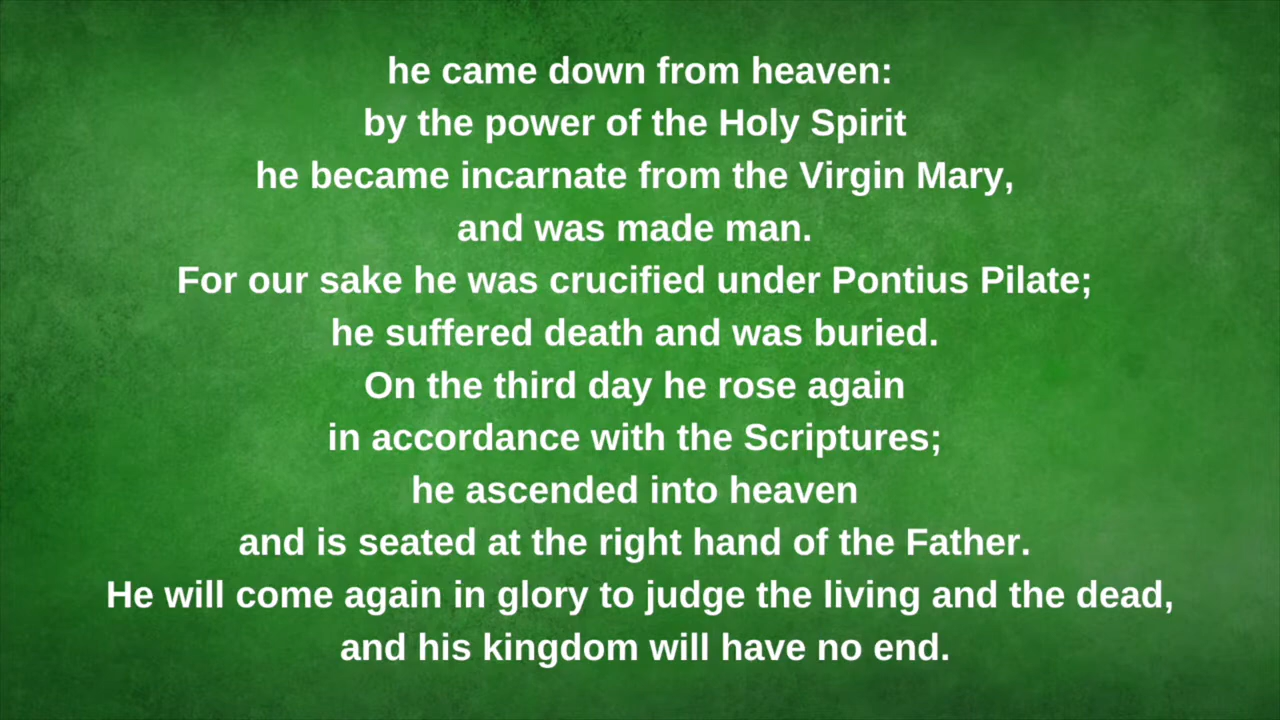 he came down from heaven:
by the power of the Holy Spirit
he became incarnate from the Virgin Mary,
and was made man.
For our sake he was crucified under Pontius Pilate;
he suffered death and was buried.
On the third day he rose again
in accordance with the Scriptures;
he ascended into heaven
and is seated at the right hand of the Father.
He will come again in glory to judge the living and the dead,
and his kingdom will have no end.